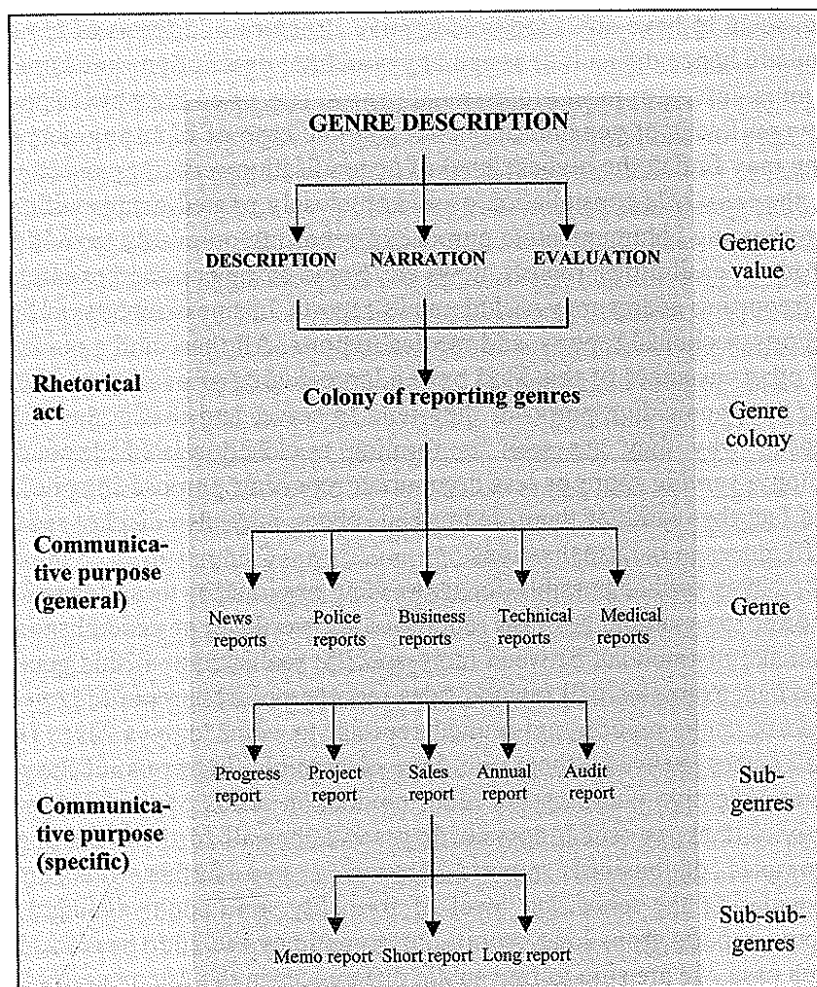 GENRE DESCRIPTION
DESCRIPTION NARRATION EVALUATION
Generic
value
Rhetorical
act
Colony of reporting genres
Genre
colony
Communica-
tive purpose
(general)
News
reports
Police
reports
Business
reports
Technical
reports
Medical
reports
Genre
Progress
report
Project
report
Sales
report
Annual
report
Audit
report
Sub-
genres
Communica-
tive purpose
(specific)
Memo report Short report Long report
Sub-sub-
genres